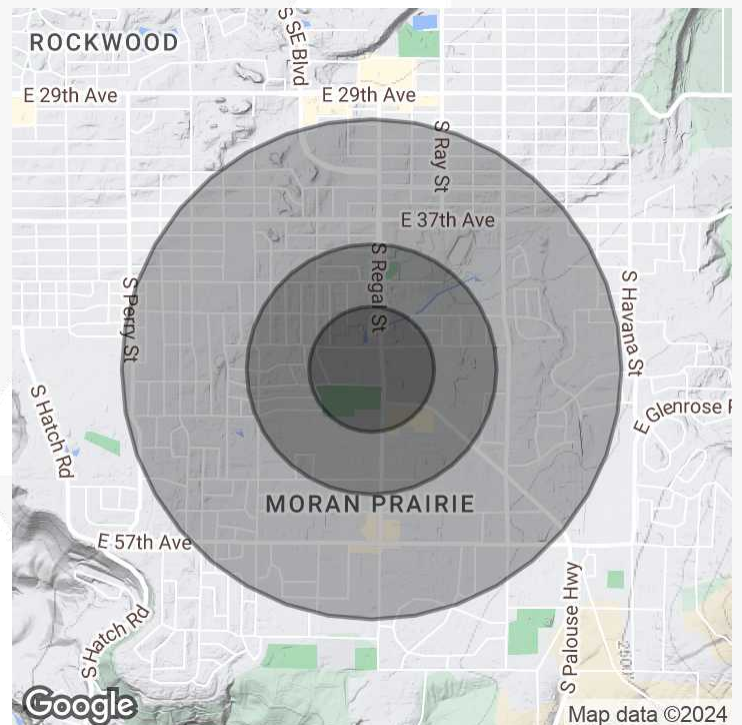 ROCKWOOD
S SE Blvd
E 29th Ave
E 29th Ave
S Ray St
E 37th Ave
S Regal St
S Perry St
S Havana St
S Hatch Rd
E Glenrose
MORAN PRAIRIE
E 57th Ave
S Palouse Hwy
S Hatch Rd
Google
Map data ©2024